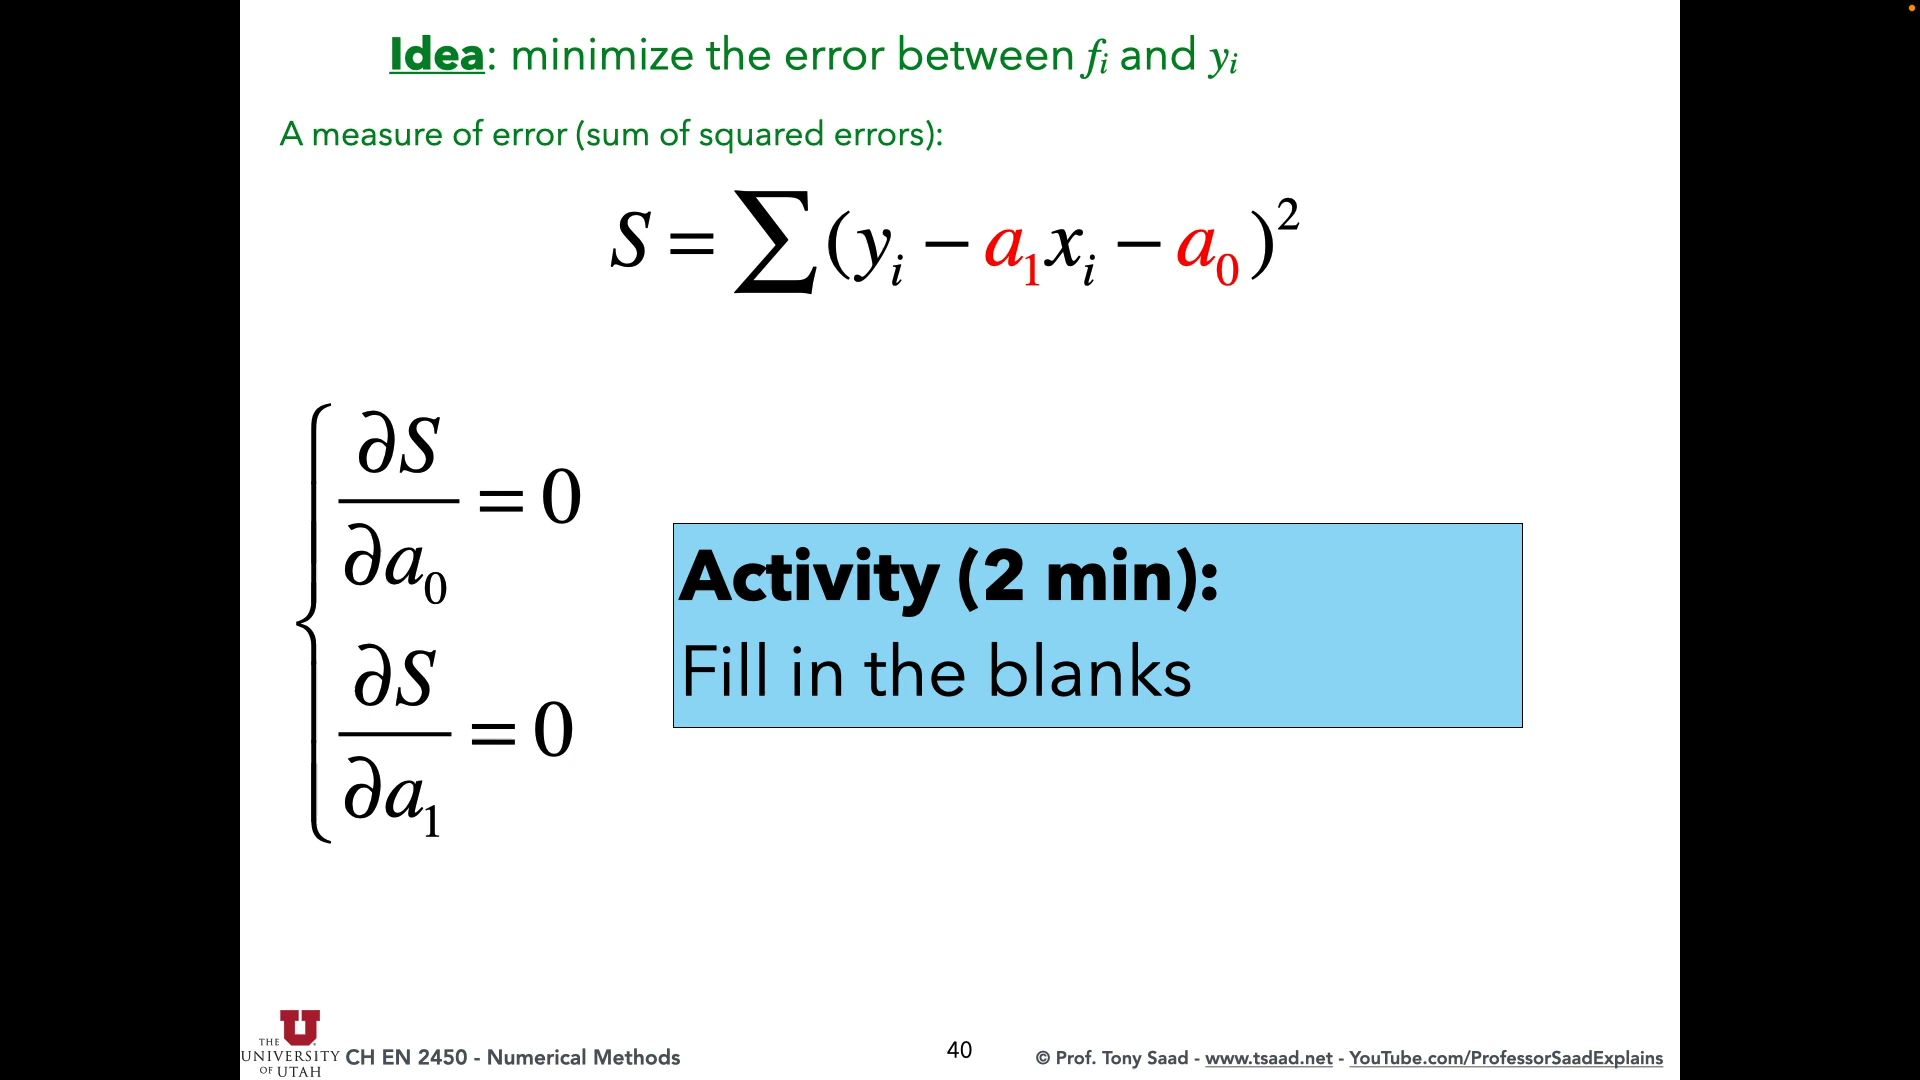 Idea: minimize the error between fᵢ and yᵢ
A measure of error (sum of squared errors):
S = ∑(yᵢ − a₁xᵢ − a₀)²
∂S/∂a₀ = 0
∂S/∂a₁ = 0
Activity (2 min):
Fill in the blanks
THE UNIVERSITY OF UTAH
CH EN 2450 - Numerical Methods
40
© Prof. Tony Saad - www.tsaad.net - YouTube.com/ProfessorSaadExplains